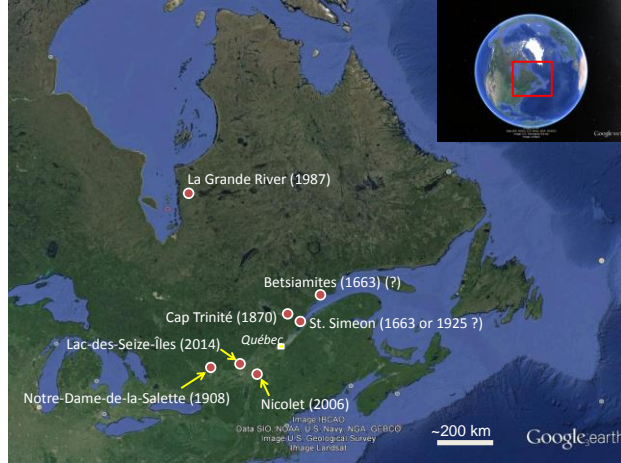 Google earth
La Grande River (1987)
Betsiamites (1663) (?)
Cap Trinité (1870)
St. Simeon (1663 or 1925 ?)
Québec
Lac-des-Seize-Îles (2014)
Notre-Dame-de-la-Salette (1908)
Nicolet (2006)
Image IBCAO
Data SIO, NOAA, U.S. Navy, NGA, GEBCO
Image U.S. Geological Survey
Image Landsat
~200 km
Google earth